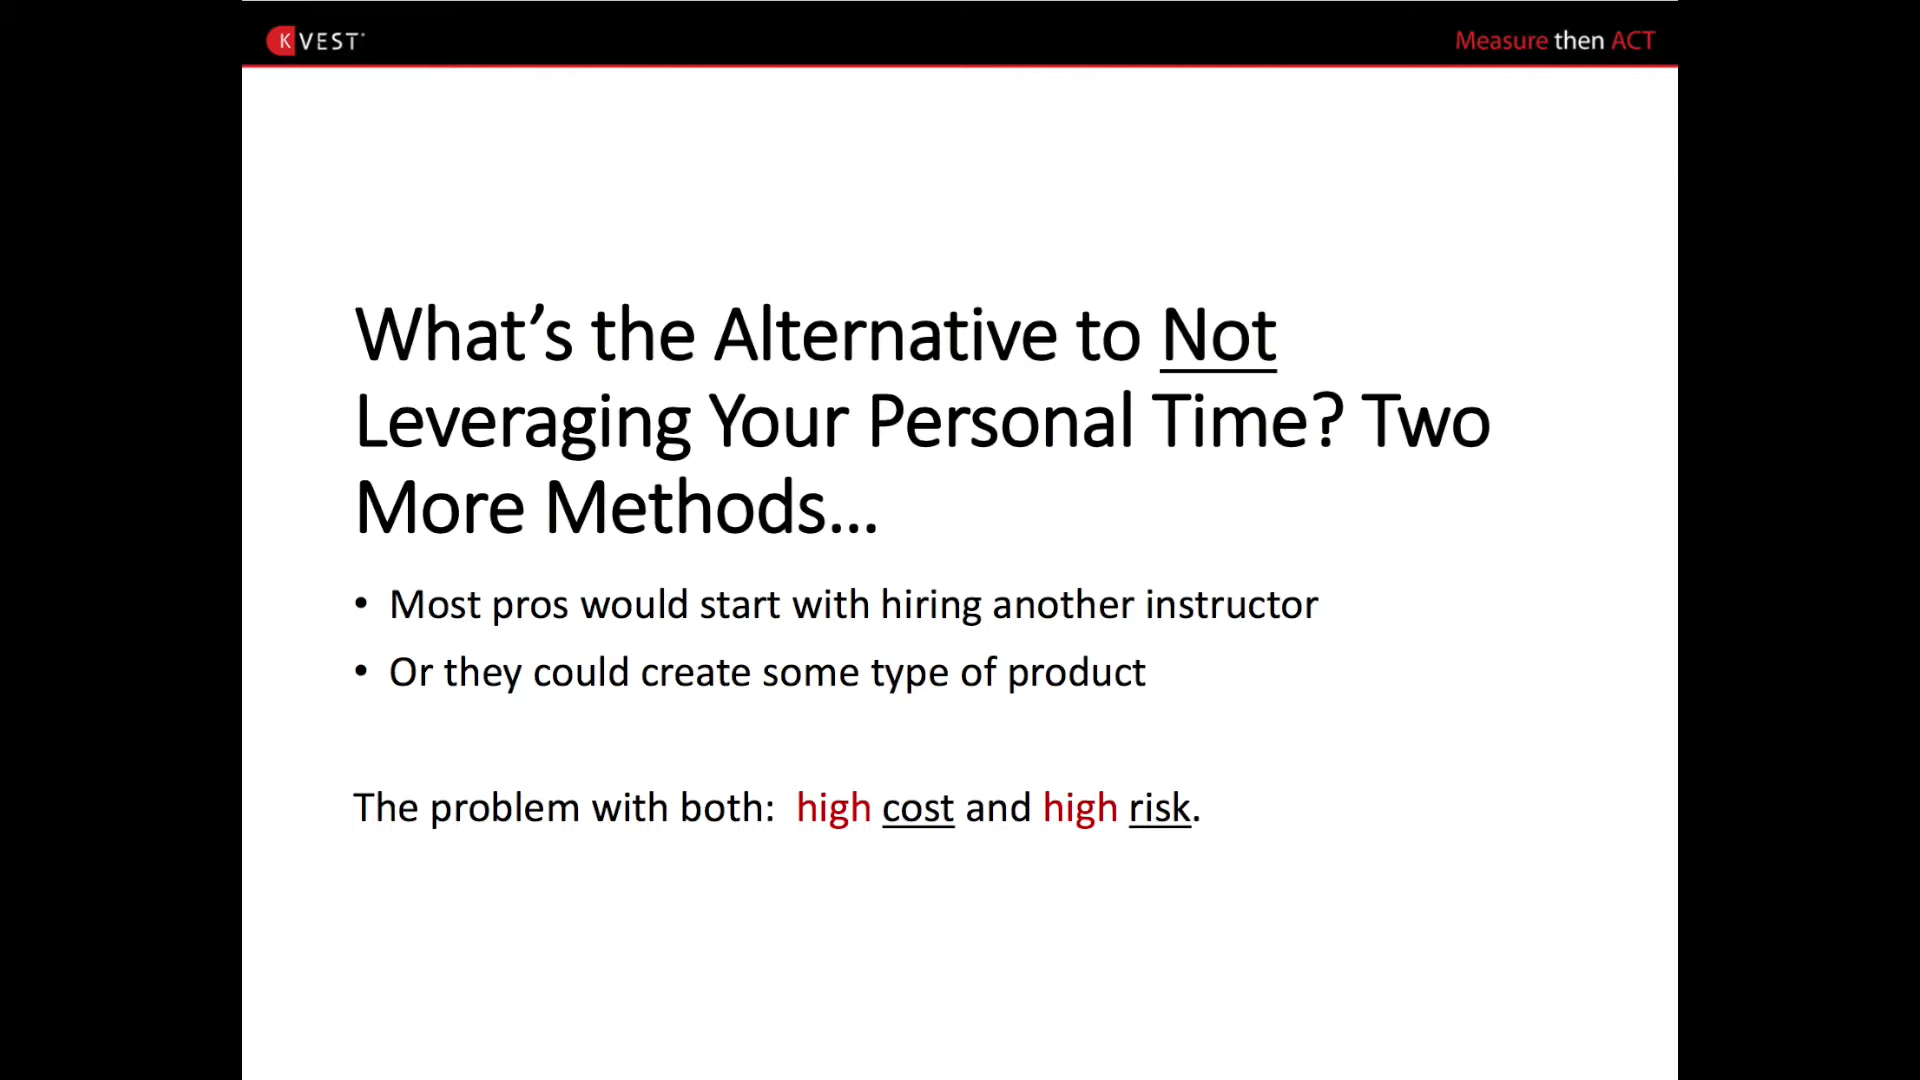 K VEST
Measure then ACT
What’s the Alternative to Not
Leveraging Your Personal Time? Two
More Methods...
• Most pros would start with hiring another instructor
• Or they could create some type of product
The problem with both:  high cost and high risk.